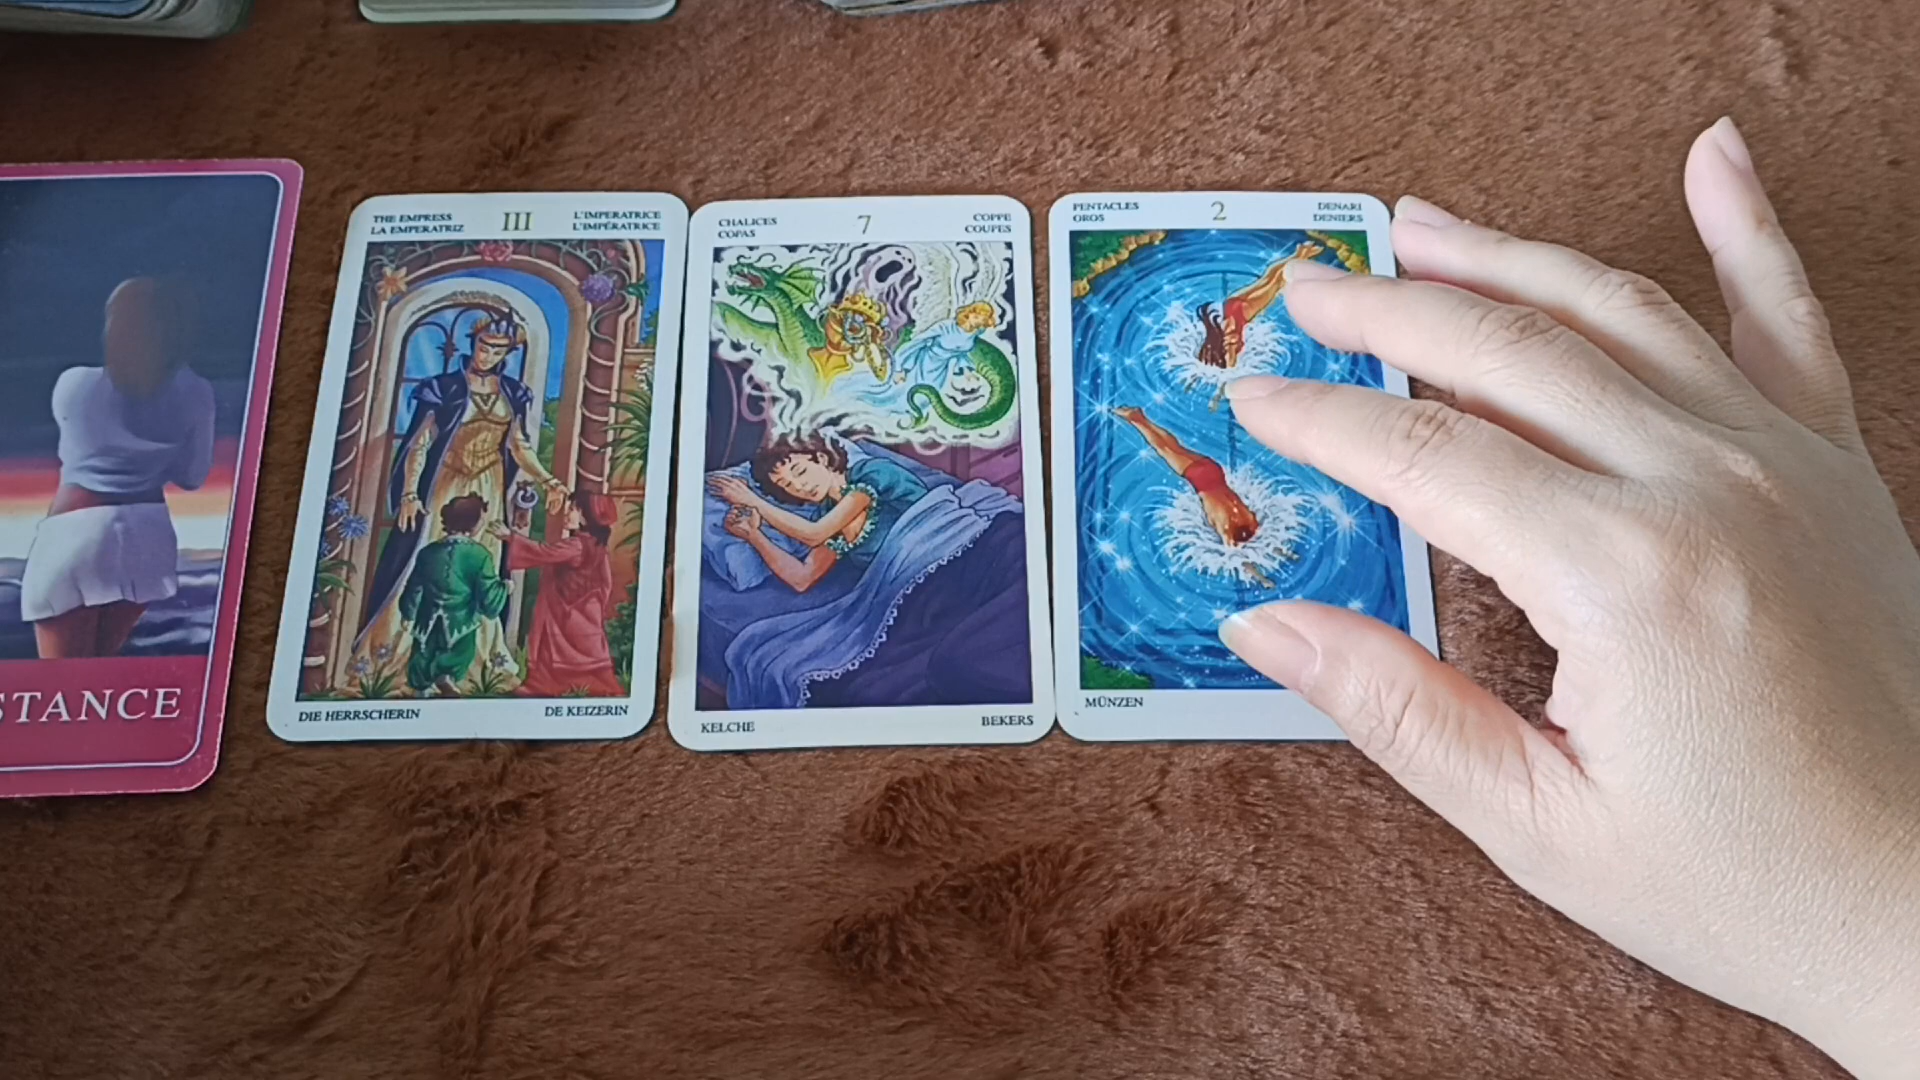 STANCE
THE EMPRESS
LA EMPERATRIZ
III
L'IMPERATRICE
L'IMPÉRATRICE
DIE HERRSCHERIN
DE KEIZERIN
CHALICES
COPAS
7
COPPE
COUPES
KELCHE
BEKERS
PENTACLES
OROS
2
DENARI
DENIERS
MÜNZEN